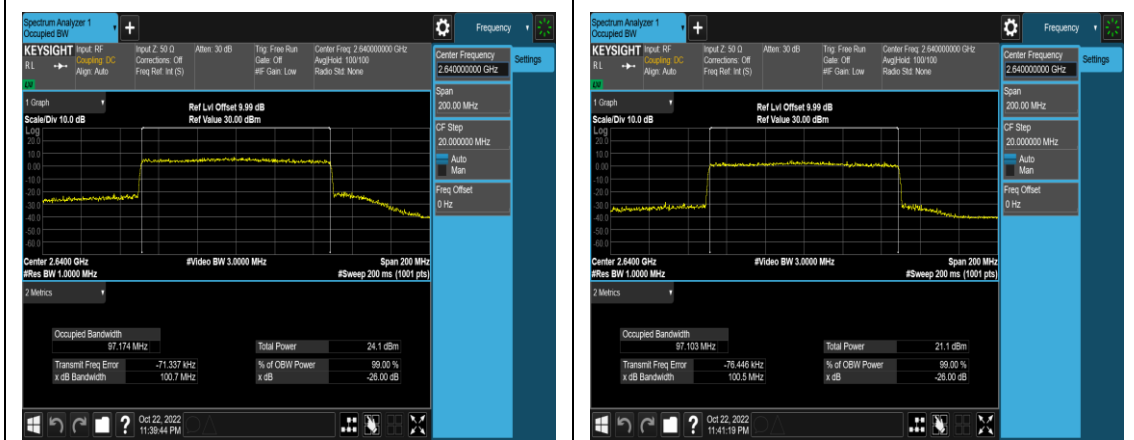 Spectrum Analyzer 1
Occupied BW
+
Frequency
KEYSIGHT
Input: RF
Coupling: DC
Align: Auto
Input Z: 50 Ω
Corrections: Off
Freq Ref: Int (S)
Atten: 30 dB
Trig: Free Run
Gate: Off
#IF Gain: Low
Center Freq: 2.640000000 GHz
Avg|Hold: 100/100
Radio Std: None
RL
Center Frequency
2.640000000 GHz
Settings
Span
200.00 MHz
CF Step
20.000000 MHz
Auto
Man
Freq Offset
0 Hz
1 Graph
Scale/Div 10.0 dB
Ref Lvl Offset 9.99 dB
Ref Value 30.00 dBm
Log
20.0
10.0
0.00
-10.0
-20.0
-30.0
-40.0
-50.0
-60.0
Center 2.6400 GHz
#Res BW 1.0000 MHz
#Video BW 3.0000 MHz
Span 200 MHz
#Sweep 200 ms (1001 pts)
2 Metrics
Occupied Bandwidth
97.174 MHz
Total Power 24.1 dBm
Transmit Freq Error -71.337 kHz
% of OBW Power 99.00 %
x dB Bandwidth 100.7 MHz
x dB -26.00 dB
?
Oct 22, 2022
11:39:44 PM
Spectrum Analyzer 1
Occupied BW
+
Frequency
KEYSIGHT
Input: RF
Coupling: DC
Align: Auto
Input Z: 50 Ω
Corrections: Off
Freq Ref: Int (S)
Atten: 30 dB
Trig: Free Run
Gate: Off
#IF Gain: Low
Center Freq: 2.640000000 GHz
Avg|Hold: 100/100
Radio Std: None
RL
Center Frequency
2.640000000 GHz
Settings
Span
200.00 MHz
CF Step
20.000000 MHz
Auto
Man
Freq Offset
0 Hz
1 Graph
Scale/Div 10.0 dB
Ref Lvl Offset 9.99 dB
Ref Value 30.00 dBm
Log
20.0
10.0
0.00
-10.0
-20.0
-30.0
-40.0
-50.0
-60.0
Center 2.6400 GHz
#Res BW 1.0000 MHz
#Video BW 3.0000 MHz
Span 200 MHz
#Sweep 200 ms (1001 pts)
2 Metrics
Occupied Bandwidth
97.103 MHz
Total Power 21.1 dBm
Transmit Freq Error -76.446 kHz
% of OBW Power 99.00 %
x dB Bandwidth 100.5 MHz
x dB -26.00 dB
?
Oct 22, 2022
11:41:19 PM